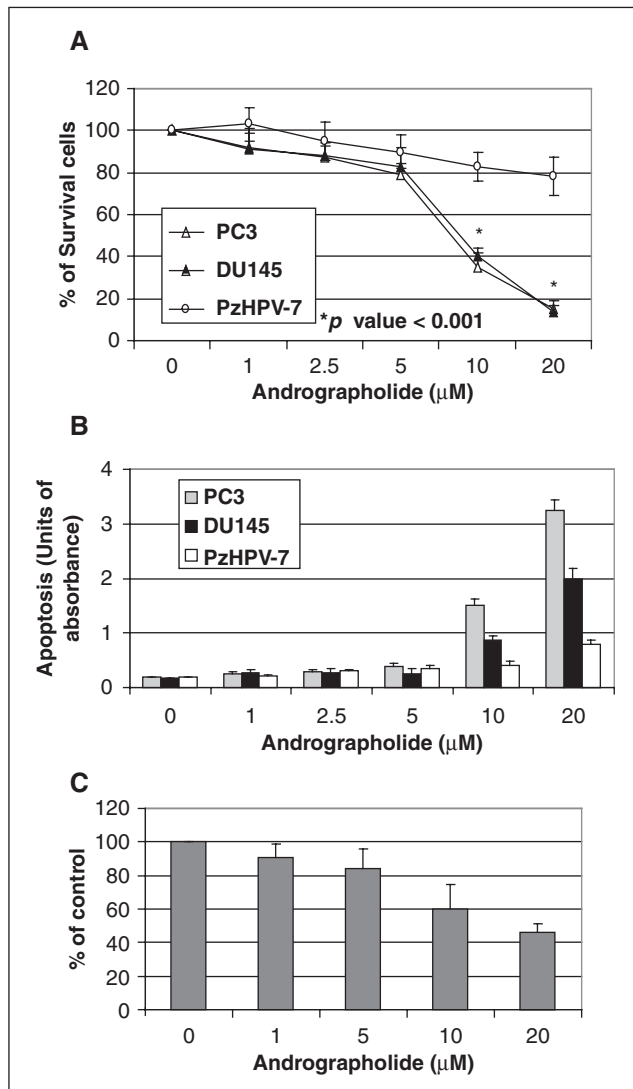 A
120
100
80
60
40
20
0
% of Survival cells
PC3
DU145
PzHPV-7
*
*
*p value < 0.001
0 1 2.5 5 10 20
Andrographolide (μM)
B
4
3
2
1
0
Apoptosis (Units of
absorbance)
PC3
DU145
PzHPV-7
0 1 2.5 5 10 20
Andrographolide (μM)
C
120
100
80
60
40
20
0
% of control
0 1 5 10 20
Andrographolide (μM)